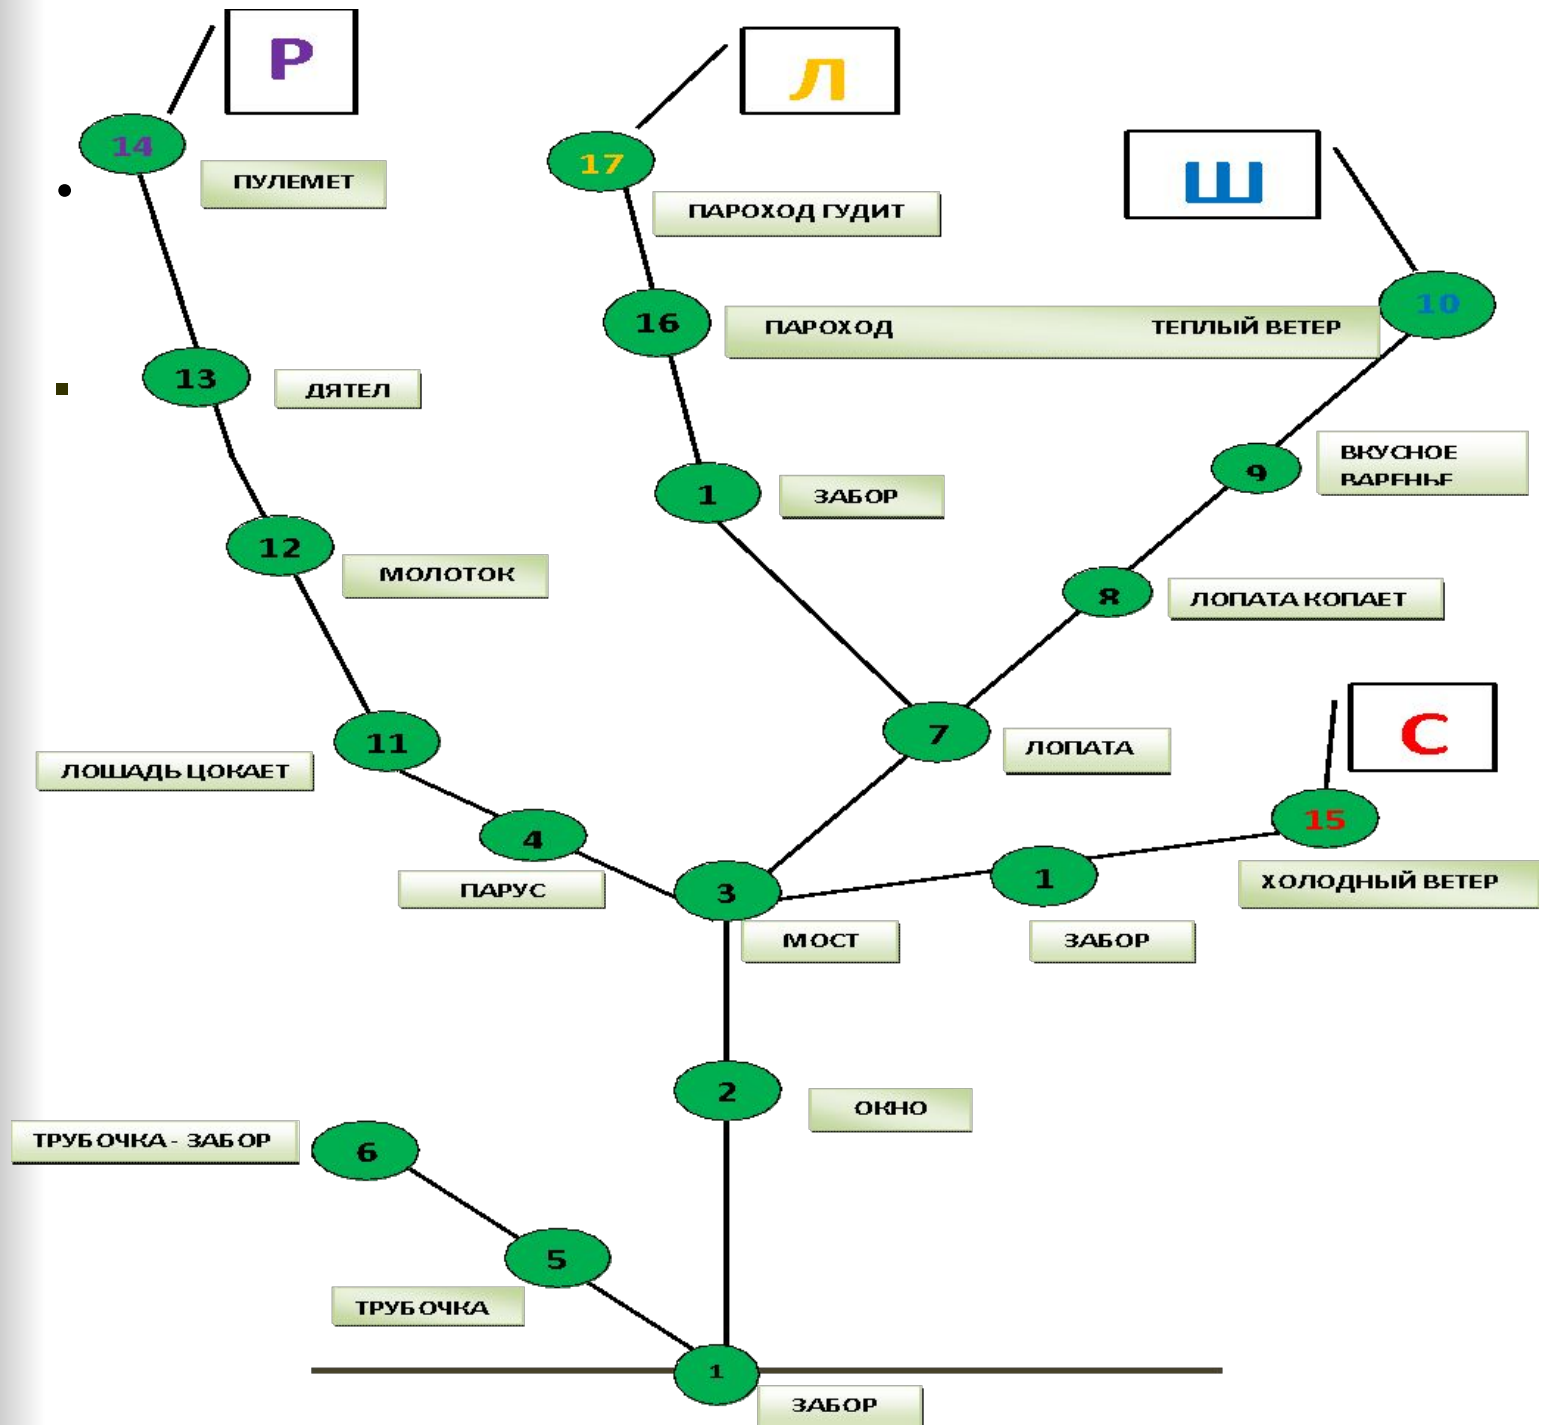 Р
Л
14
ПУЛЕМЕТ
17
Ш
ПАРОХОД ГУДИТ
16
ПАРОХОД ТЕПЛЫЙ ВЕТЕР
10
13
ДЯТЕЛ
1
ЗАБОР
9
ВКУСНОЕ
ВАРЕНЬЕ
12
МОЛОТОК
8
ЛОПАТА КОПАЕТ
7
ЛОПАТА
С
11
ЛОШАДЬ ЦОКАЕТ
15
4
ПАРУС
3
МОСТ
1
ЗАБОР
ХОЛОДНЫЙ ВЕТЕР
2
ОКНО
ТРУБОЧКА - ЗАБОР
6
5
ТРУБОЧКА
1
ЗАБОР